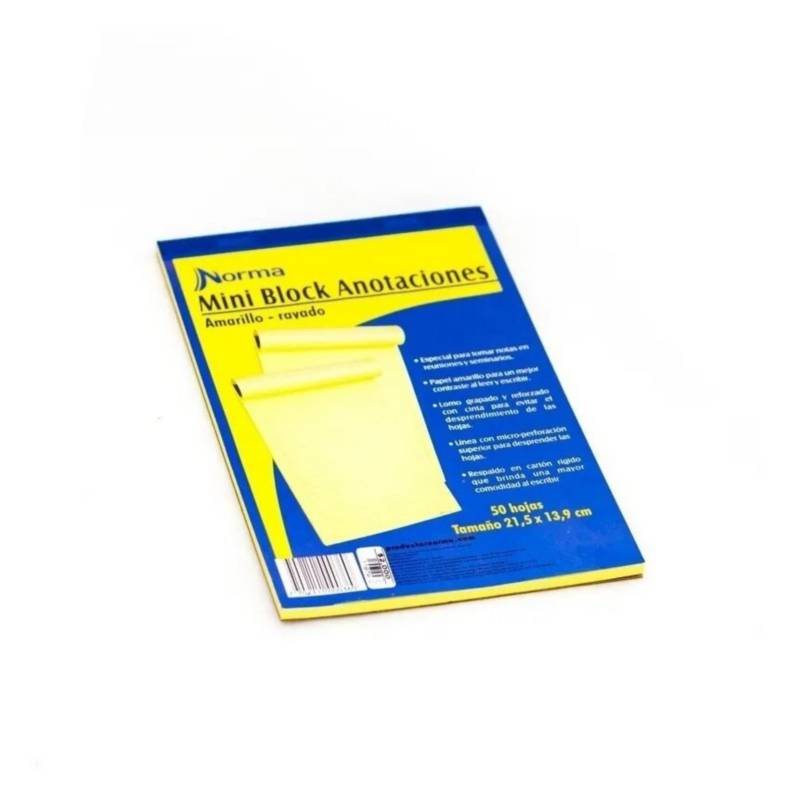 Norma
Mini Block Anotaciones
Amarillo - rayado
• Especial para tomar notas en
reuniones y seminarios.
• Papel amarillo para un mejor
contraste al leer y escribir.
• Lomo grapado y reforzado
con cinta para evitar el
desprendimiento de las
hojas.
• Línea con micro-perforación
superior para desprender las
hojas.
• Respaldo en cartón rígido
que brinda una mayor
comodidad al escribir
50 hojas
Tamaño 21,5 x 13,9 cm